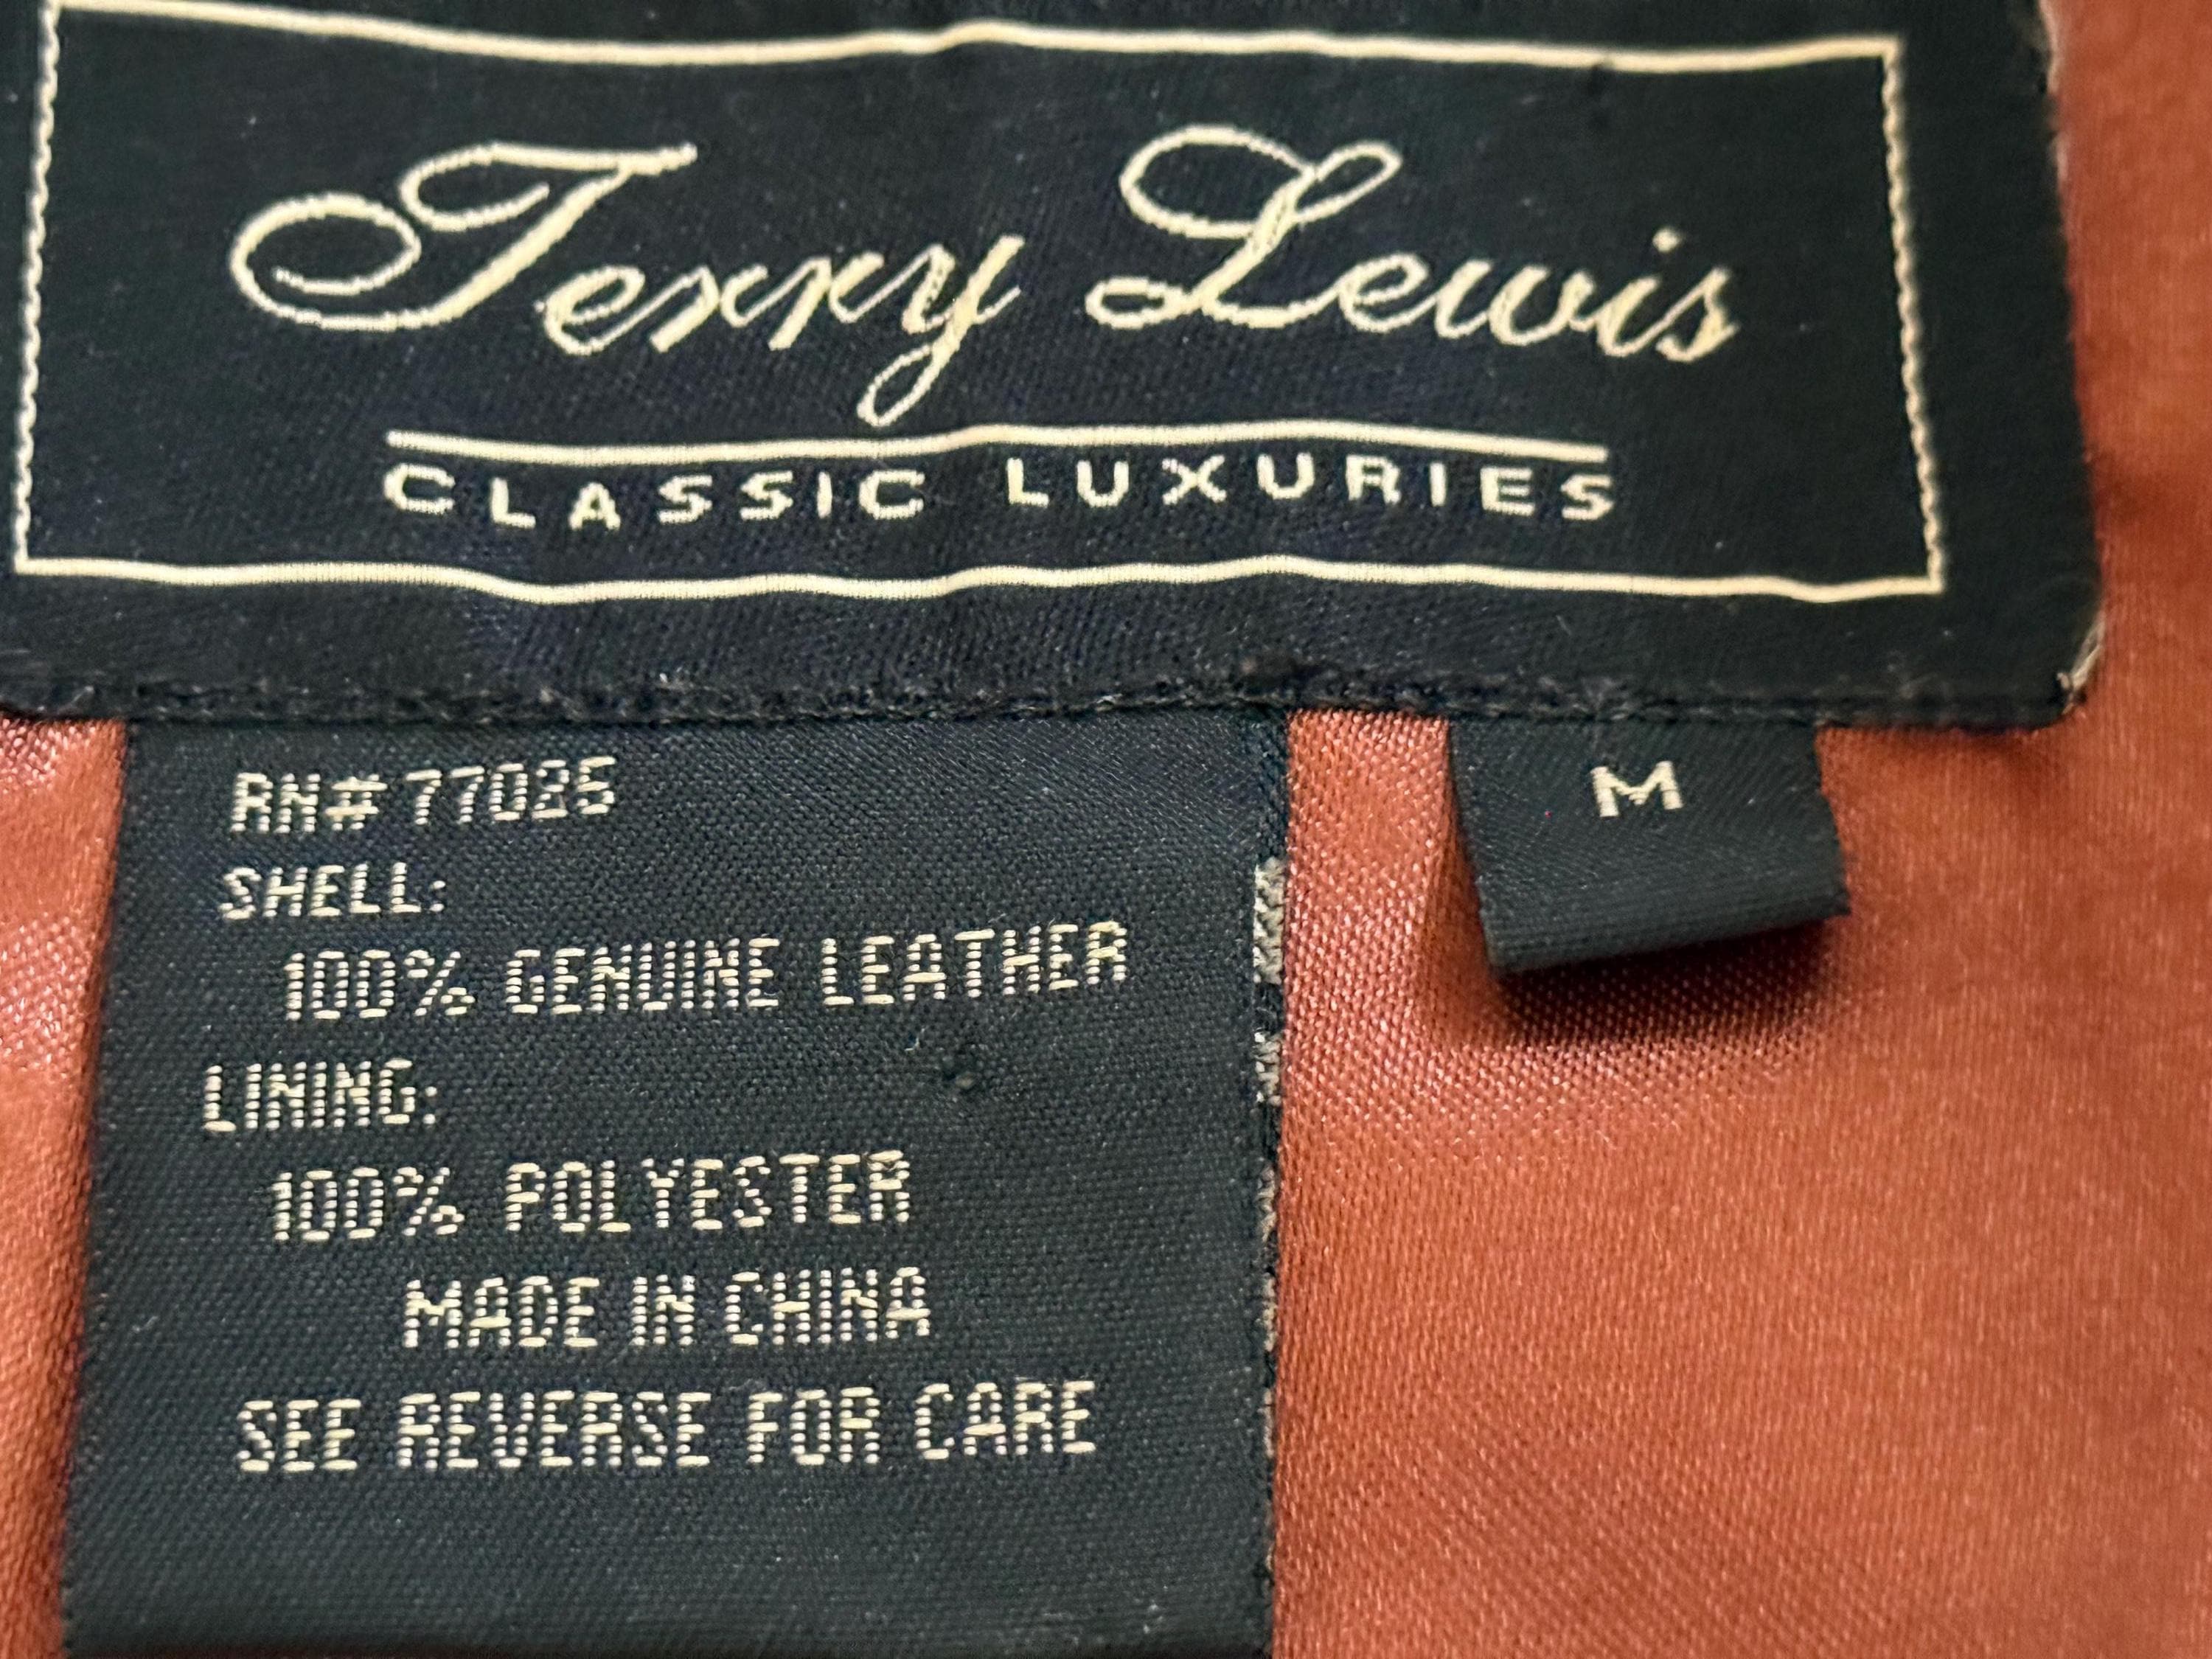 Terry Lewis
CLASSIC LUXURIES
M
RN#77025
SHELL:
100% GENUINE LEATHER
LINING:
100% POLYESTER
MADE IN CHINA
SEE REVERSE FOR CARE